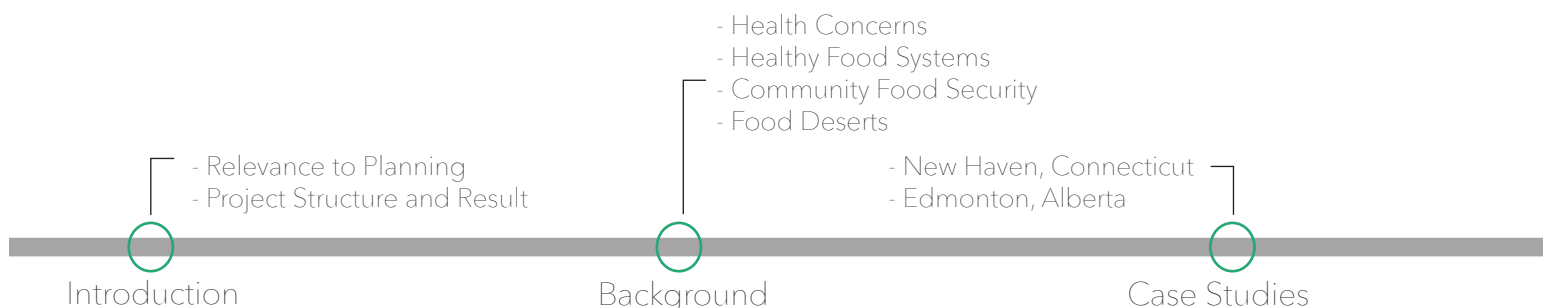 - Health Concerns
- Healthy Food Systems
- Community Food Security
- Food Deserts
- Relevance to Planning
- Project Structure and Result
- New Haven, Connecticut
- Edmonton, Alberta
Introduction
Background
Case Studies